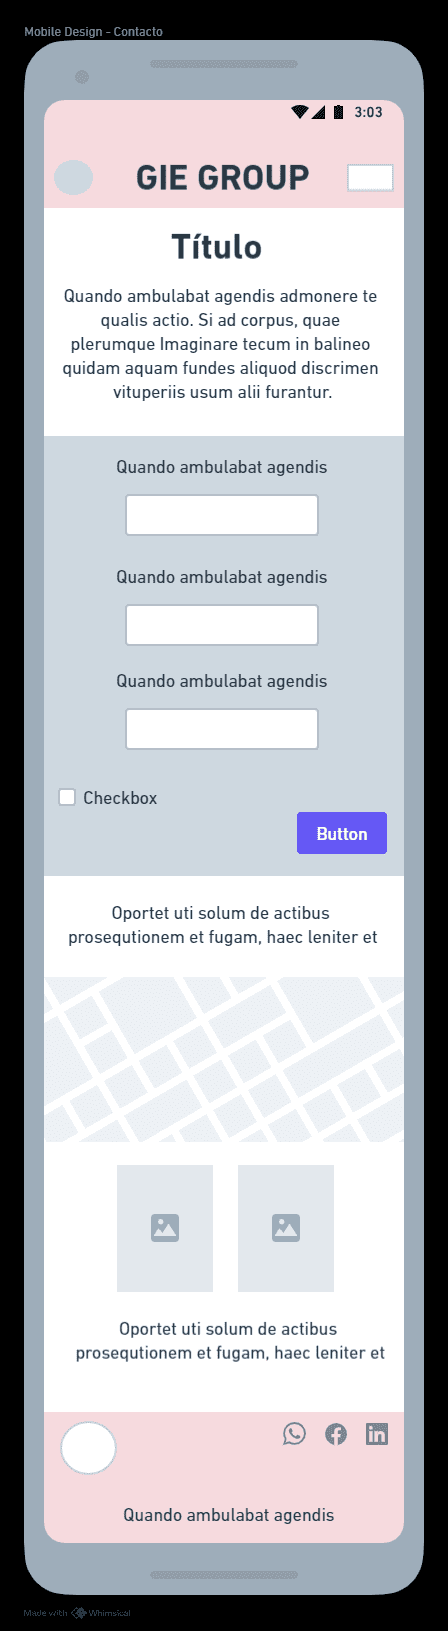 Mobile Design - Contacto
3:03
GIE GROUP
Título
Quando ambulabat agendis admonere te
qualis actio. Si ad corpus, quae
plerumque Imaginare tecum in balineo
quidam aquam fundes aliquod discrimen
vituperiis usum alii furantur.
Quando ambulabat agendis
Quando ambulabat agendis
Quando ambulabat agendis
Checkbox
Button
Oportet uti solum de actibus
prosequtionem et fugam, haec leniter et
Oportet uti solum de actibus
prosequtionem et fugam, haec leniter et
Quando ambulabat agendis
Made with Whimsical